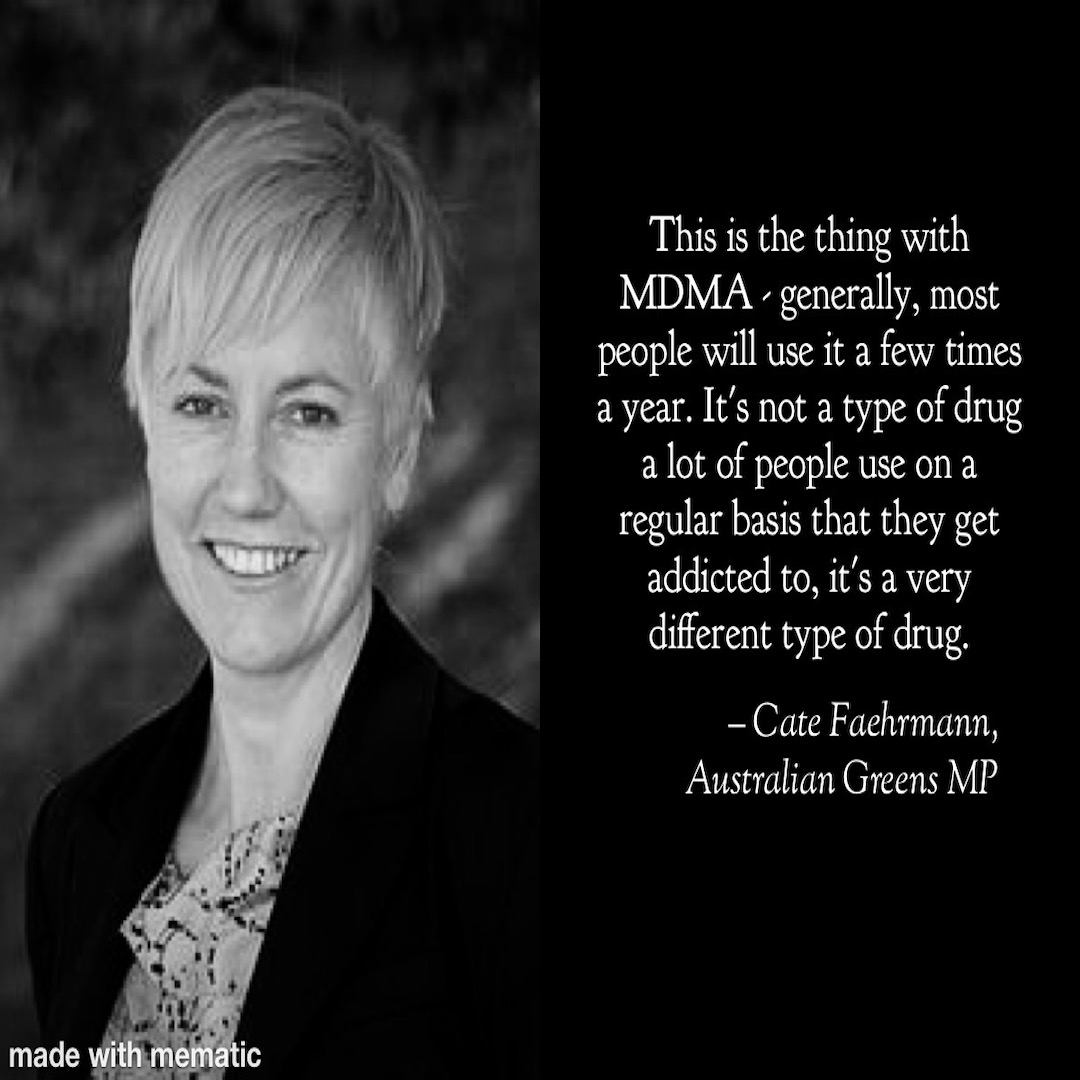 This is the thing with
MDMA - generally, most
people will use it a few times
a year. It's not a type of drug
a lot of people use on a
regular basis that they get
addicted to, it's a very
different type of drug.
– Cate Faehrmann,
Australian Greens MP
made with mematic